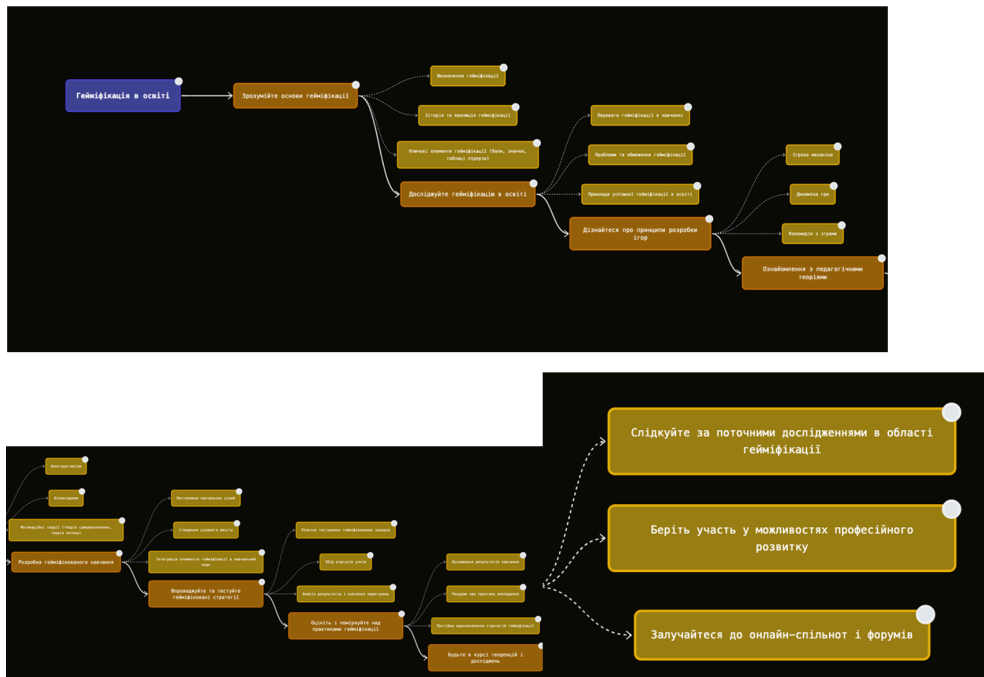 Гейміфікація в освіті
Зрозумійте основи гейміфікації
Визначення гейміфікації
Історія та еволюція гейміфікації
Ключові елементи гейміфікації (бали, значки,
таблиці лідерів)
Досліджуйте гейміфікацію в освіті
Переваги гейміфікації в навчанні
Проблеми та обмеження гейміфікації
Приклади успішної гейміфікації в освіті
Дізнайтеся про принципи розробки
ігор
Ігрова механіка
Динаміка гри
Взаємодія з іграми
Ознайомлення з педагогічними
теоріями
Конструктивізм
Біхевіоризм
Мотиваційні теорії (теорія самовизначення,
теорія потоку)
Розробка гейміфікованого навчання
Постановка навчальних цілей
Створення цікавого вмісту
Інтеграція елементів гейміфікації в навчальний
план
Впроваджуйте та тестуйте
гейміфіковані стратегії
Пілотне тестування гейміфікованих заходів
Збір відгуків учнів
Аналіз результатів і внесення коригувань
Оцініть і поміркуйте над
практиками гейміфікації
Оцінювання результатів навчання
Роздуми про практику викладання
Постійне вдосконалення стратегій гейміфікації
Будьте в курсі тенденцій і
досліджень
Слідкуйте за поточними дослідженнями в області
гейміфікації
Беріть участь у можливостях професійного
розвитку
Залучайтеся до онлайн-спільнот і форумів